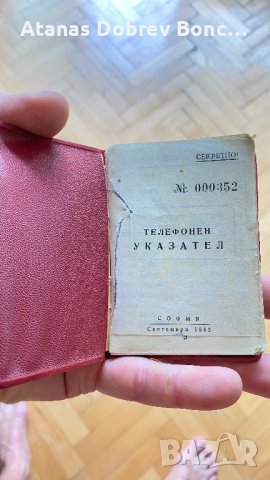 Atanas Dobrev Bonc...
СЕКРЕТНО!
№ 000352
ТЕЛЕФОНЕН
УКАЗАТЕЛ
СОФИЯ
Септември 1982
BAZAR